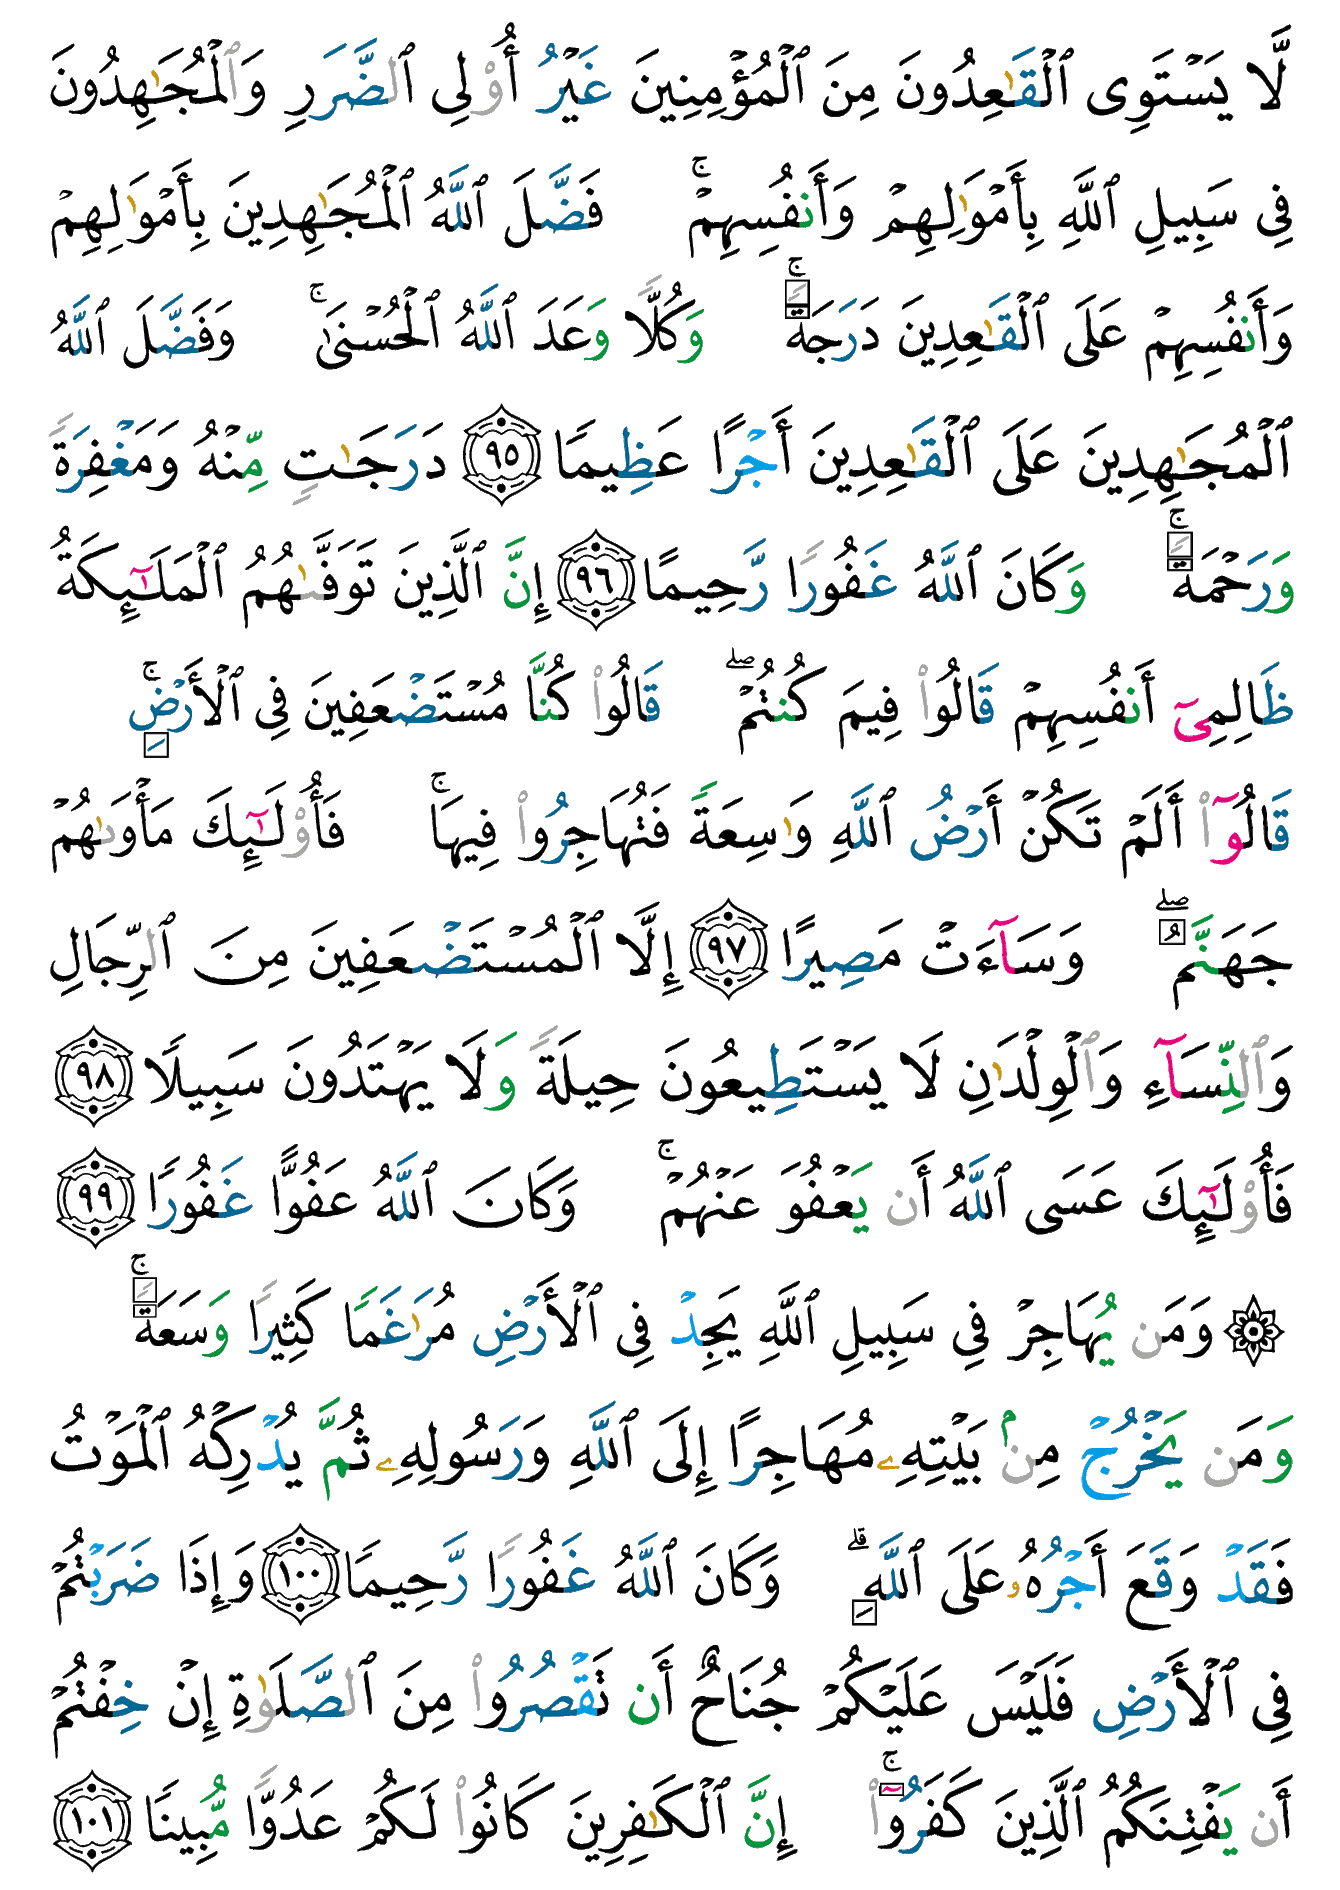 لَّا يَسْتَوِى ٱلْقَـٰعِدُونَ مِنَ ٱلْمُؤْمِنِينَ غَيْرُ أُو۟لِى ٱلضَّرَرِ وَٱلْمُجَـٰهِدُونَ
فِى سَبِيلِ ٱللَّهِ بِأَمْوَٰلِهِمْ وَأَنفُسِهِمْ ۚ فَضَّلَ ٱللَّهُ ٱلْمُجَـٰهِدِينَ بِأَمْوَٰلِهِمْ
وَأَنفُسِهِمْ عَلَى ٱلْقَـٰعِدِينَ دَرَجَةً ۚ وَكُلًّا وَعَدَ ٱللَّهُ ٱلْحُسْنَىٰ ۚ وَفَضَّلَ ٱللَّهُ
ٱلْمُجَـٰهِدِينَ عَلَى ٱلْقَـٰعِدِينَ أَجْرًا عَظِيمًا ٩٥ دَرَجَـٰتٍ مِّنْهُ وَمَغْفِرَةً
وَرَحْمَةً ۚ وَكَانَ ٱللَّهُ غَفُورًا رَّحِيمًا ٩٦ إِنَّ ٱلَّذِينَ تَوَفَّىٰهُمُ ٱلْمَلَـٰٓئِكَةُ
ظَالِمِىٓ أَنفُسِهِمْ قَالُوا۟ فِيمَ كُنتُمْ ۖ قَالُوا۟ كُنَّا مُسْتَضْعَفِينَ فِى ٱلْأَرْضِ ۚ
قَالُوٓا۟ أَلَمْ تَكُنْ أَرْضُ ٱللَّهِ وَٰسِعَةً فَتُهَاجِرُوا۟ فِيهَا ۚ فَأُو۟لَـٰٓئِكَ مَأْوَىٰهُمْ
جَهَنَّمُ ۖ وَسَآءَتْ مَصِيرًا ٩٧ إِلَّا ٱلْمُسْتَضْعَفِينَ مِنَ ٱلرِّجَالِ
وَٱلنِّسَآءِ وَٱلْوِلْدَٰنِ لَا يَسْتَطِيعُونَ حِيلَةً وَلَا يَهْتَدُونَ سَبِيلًا ٩٨
فَأُو۟لَـٰٓئِكَ عَسَى ٱللَّهُ أَن يَعْفُوَ عَنْهُمْ ۚ وَكَانَ ٱللَّهُ عَفُوًّا غَفُورًا ٩٩
۞ وَمَن يُهَاجِرْ فِى سَبِيلِ ٱللَّهِ يَجِدْ فِى ٱلْأَرْضِ مُرَٰغَمًا كَثِيرًا وَسَعَةً ۚ
وَمَن يَخْرُجْ مِنۢ بَيْتِهِۦ مُهَاجِرًا إِلَى ٱللَّهِ وَرَسُولِهِۦ ثُمَّ يُدْرِكْهُ ٱلْمَوْتُ
فَقَدْ وَقَعَ أَجْرُهُۥ عَلَى ٱللَّهِ ۗ وَكَانَ ٱللَّهُ غَفُورًا رَّحِيمًا ١٠٠ وَإِذَا ضَرَبْتُمْ
فِى ٱلْأَرْضِ فَلَيْسَ عَلَيْكُمْ جُنَاحٌ أَن تَقْصُرُوا۟ مِنَ ٱلصَّلَوٰةِ إِنْ خِفْتُمْ
أَن يَفْتِنَكُمُ ٱلَّذِينَ كَفَرُوٓا۟ ۚ إِنَّ ٱلْكَـٰفِرِينَ كَانُوا۟ لَكُمْ عَدُوًّا مُّبِينًا ١٠١